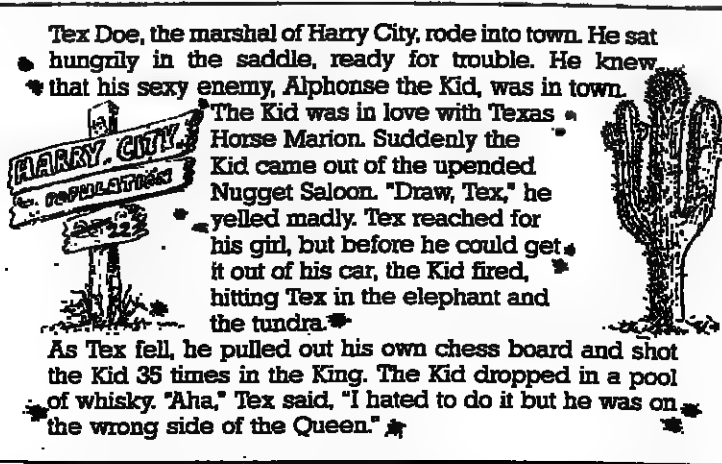 Tex Doe, the marshal of Harry City, rode into town. He sat
hungrily in the saddle, ready for trouble. He knew
that his sexy enemy, Alphonse the Kid, was in town.
The Kid was in love with Texas
Horse Marion. Suddenly the
Kid came out of the upended
Nugget Saloon. "Draw, Tex," he
yelled madly. Tex reached for
his girl, but before he could get
it out of his car, the Kid fired,
hitting Tex in the elephant and
the tundra.
As Tex fell, he pulled out his own chess board and shot
the Kid 35 times in the King. The Kid dropped in a pool
of whisky. "Aha," Tex said, "I hated to do it but he was on
the wrong side of the Queen."
HARRY CITY
POPULATION